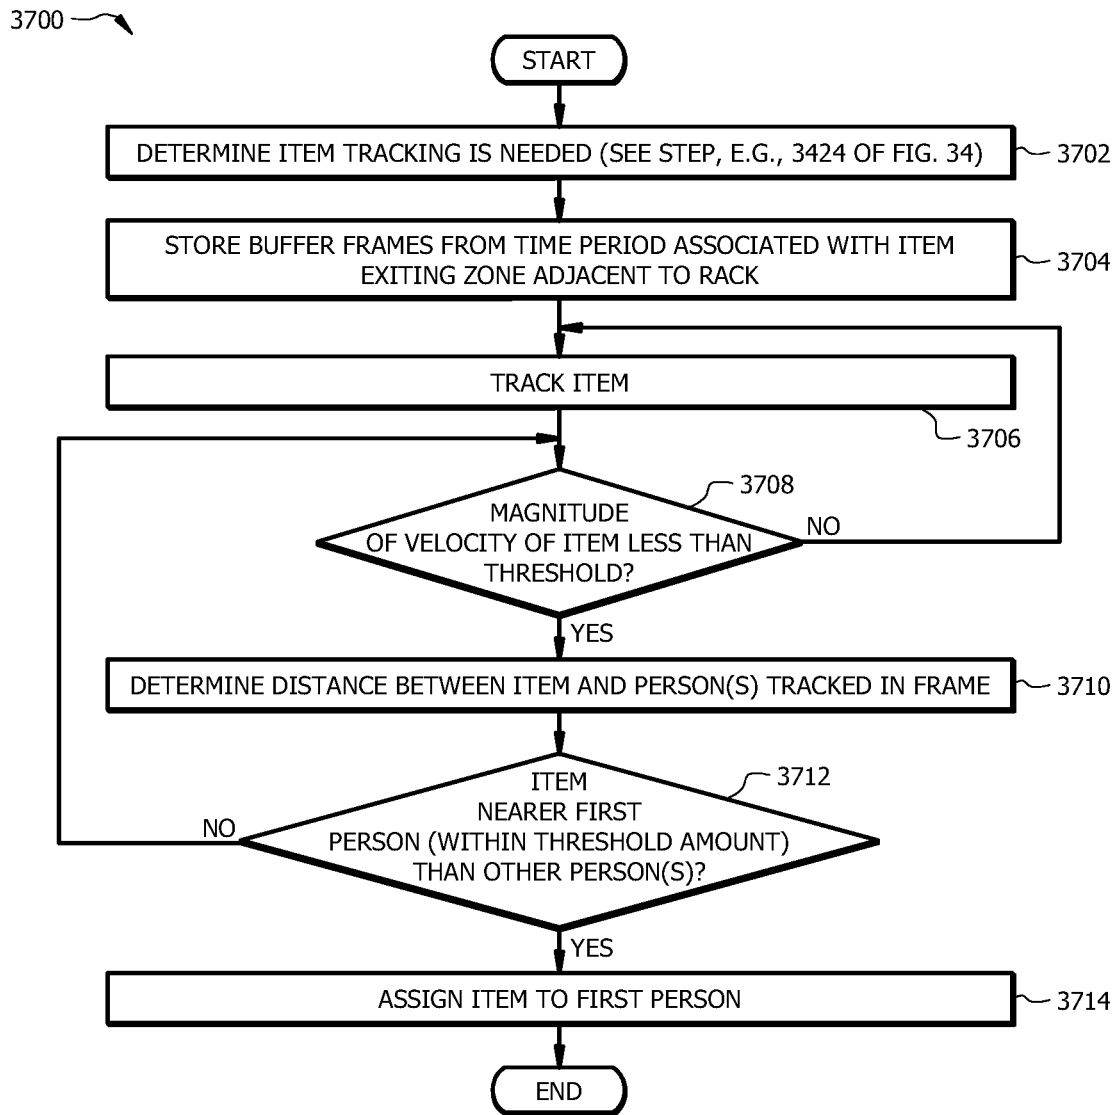 3700
START
DETERMINE ITEM TRACKING IS NEEDED (SEE STEP, E.G., 3424 OF FIG. 34)
3702
STORE BUFFER FRAMES FROM TIME PERIOD ASSOCIATED WITH ITEM
EXITING ZONE ADJACENT TO RACK
3704
TRACK ITEM
3706
3708
MAGNITUDE
OF VELOCITY OF ITEM LESS THAN
THRESHOLD?
NO
YES
DETERMINE DISTANCE BETWEEN ITEM AND PERSON(S) TRACKED IN FRAME
3710
3712
ITEM
NEARER FIRST
PERSON (WITHIN THRESHOLD AMOUNT)
THAN OTHER PERSON(S)?
NO
YES
ASSIGN ITEM TO FIRST PERSON
3714
END